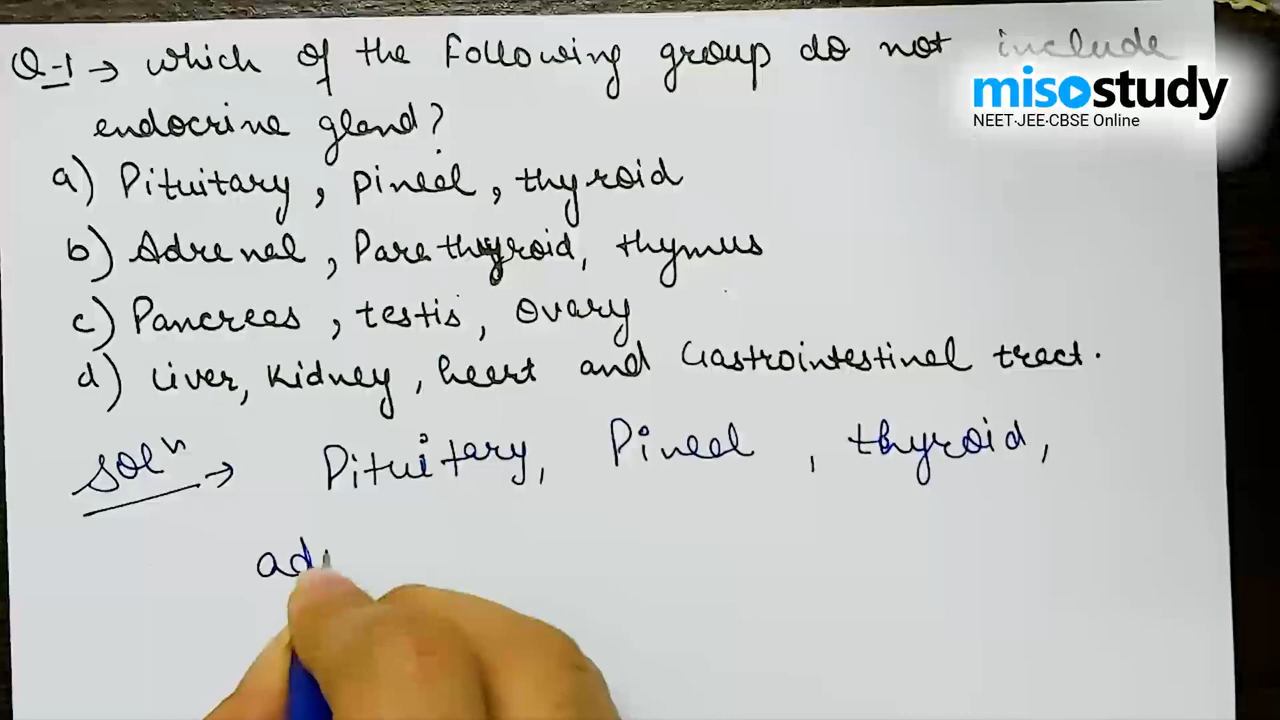 Q-1 → which of the following group do not include
misostudy
NEET·JEE·CBSE Online
endocrine gland?
a) Pituitary, pineal, thyroid
b) Adrenal, Parathyroid, thymus
c) Pancreas, testis, Ovary
d) Liver, Kidney, heart and Gastrointestinal tract.
Solⁿ → Pituitary, Pineal, thyroid,
ad